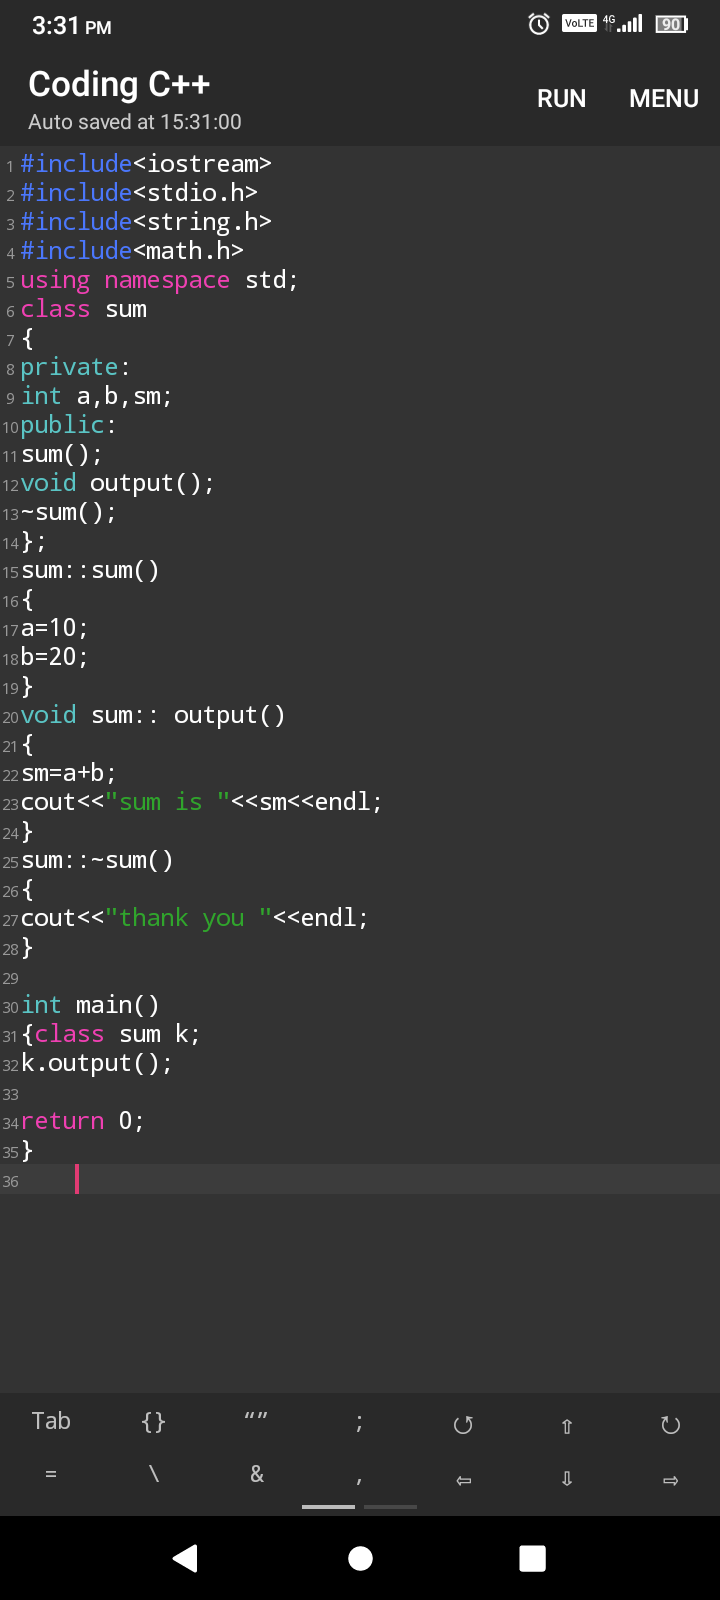 3:31 PM VoLTE 4G 90
Coding C++
Auto saved at 15:31:00
RUN MENU
1 #include<iostream>
2 #include<stdio.h>
3 #include<string.h>
4 #include<math.h>
5 using namespace std;
6 class sum
7 {
8 private:
9 int a,b,sm;
10 public:
11 sum();
12 void output();
13 ~sum();
14 };
15 sum::sum()
16 {
17 a=10;
18 b=20;
19 }
20 void sum:: output()
21 {
22 sm=a+b;
23 cout<<"sum is "<<sm<<endl;
24 }
25 sum::~sum()
26 {
27 cout<<"thank you "<<endl;
28 }
29
30 int main()
31 {class sum k;
32 k.output();
33
34 return 0;
35 }
36
Tab {} “” ; ↺ ⇧ ↻
= \ & , ⇦ ⇩ ⇨